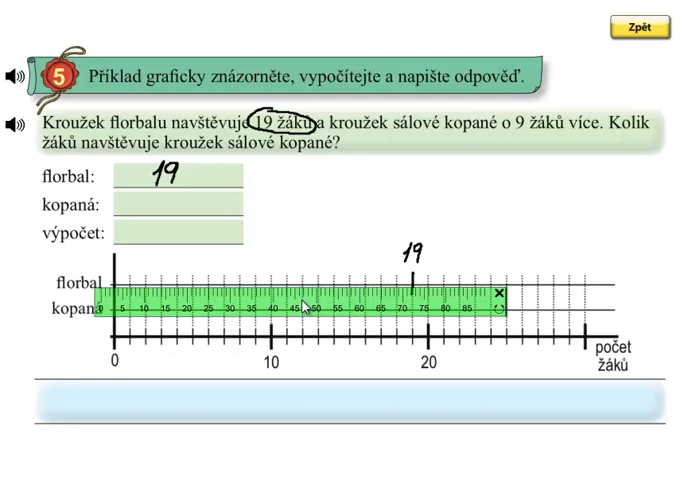 Zpět
5 Příklad graficky znázorněte, vypočítejte a napište odpověď.
Kroužek florbalu navštěvuje 19 žáků a kroužek sálové kopané o 9 žáků více. Kolik
žáků navštěvuje kroužek sálové kopané?
florbal: 19
kopaná:
výpočet:
19
florbal
kopaná 0 5 10 15 20 25 30 35 40 45 50 55 60 65 70 75 80 85
0 10 20 počet
žáků